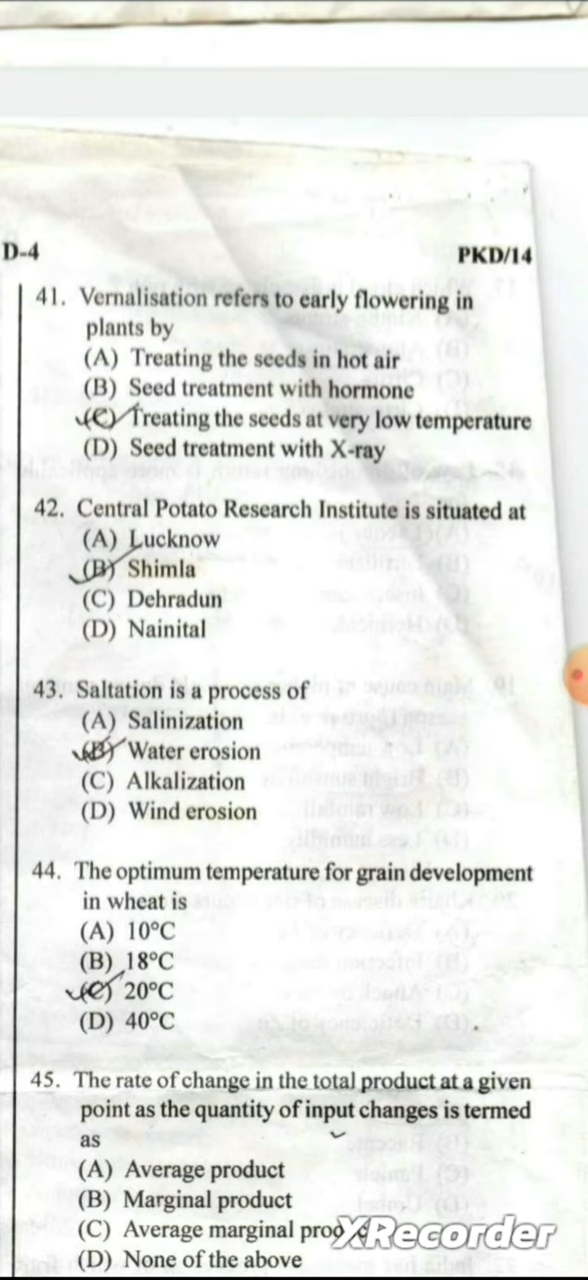 D-4
PKD/14
41. Vernalisation refers to early flowering in
plants by
(A) Treating the seeds in hot air
(B) Seed treatment with hormone
(C) Treating the seeds at very low temperature
(D) Seed treatment with X-ray
42. Central Potato Research Institute is situated at
(A) Lucknow
(B) Shimla
(C) Dehradun
(D) Nainital
43. Saltation is a process of
(A) Salinization
(B) Water erosion
(C) Alkalization
(D) Wind erosion
44. The optimum temperature for grain development
in wheat is
(A) 10°C
(B) 18°C
(C) 20°C
(D) 40°C
45. The rate of change in the total product at a given
point as the quantity of input changes is termed
as
(A) Average product
(B) Marginal product
(C) Average marginal
XRecorder
(D) None of the above